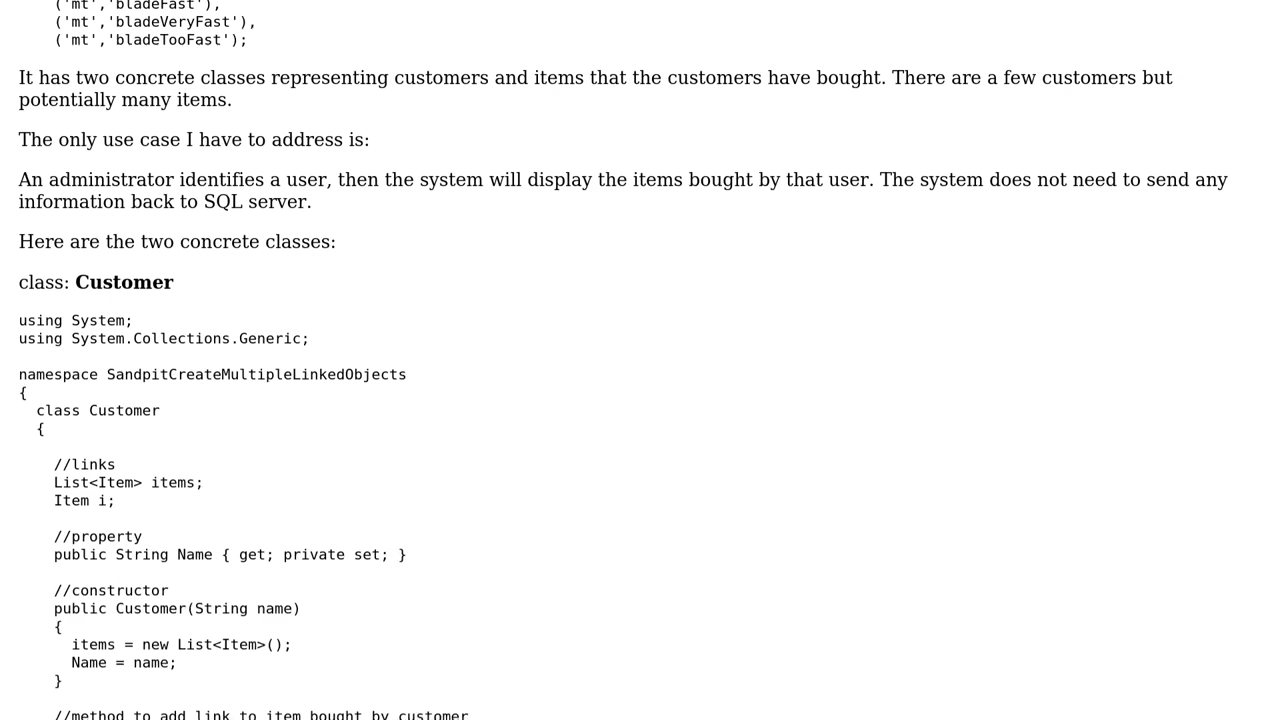 ('mt','bladeFast'),
('mt','bladeVeryFast'),
('mt','bladeTooFast');
It has two concrete classes representing customers and items that the customers have bought. There are a few customers but
potentially many items.
The only use case I have to address is:
An administrator identifies a user, then the system will display the items bought by that user. The system does not need to send any
information back to SQL server.
Here are the two concrete classes:
class: Customer
using System;
using System.Collections.Generic;
namespace SandpitCreateMultipleLinkedObjects
{
class Customer
{
//links
List<Item> items;
Item i;
//property
public String Name { get; private set; }
//constructor
public Customer(String name)
{
items = new List<Item>();
Name = name;
}
//method to add link to item bought by customer